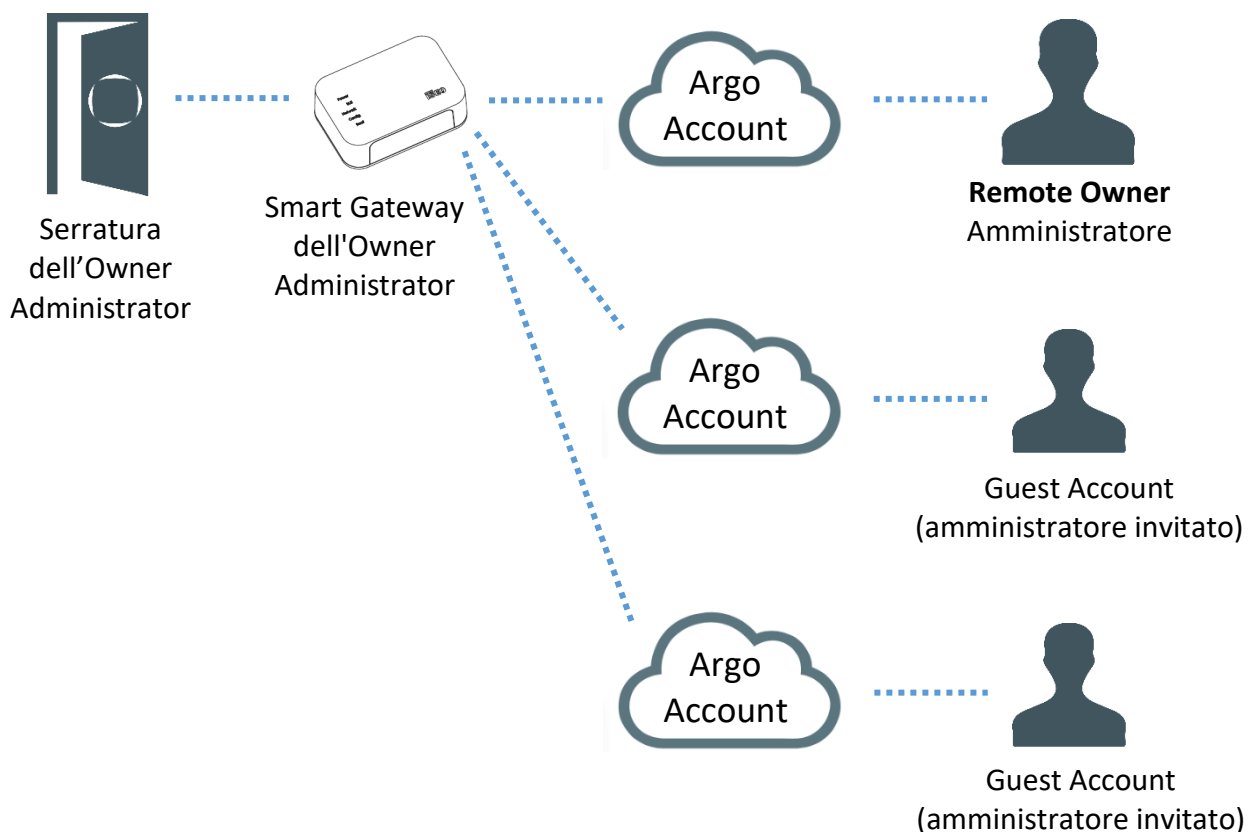 Serratura
dell’Owner
Administrator
Smart Gateway
dell'Owner
Administrator
Argo
Account
Remote Owner
Amministratore
Argo
Account
Guest Account
(amministratore invitato)
Argo
Account
Guest Account
(amministratore invitato)